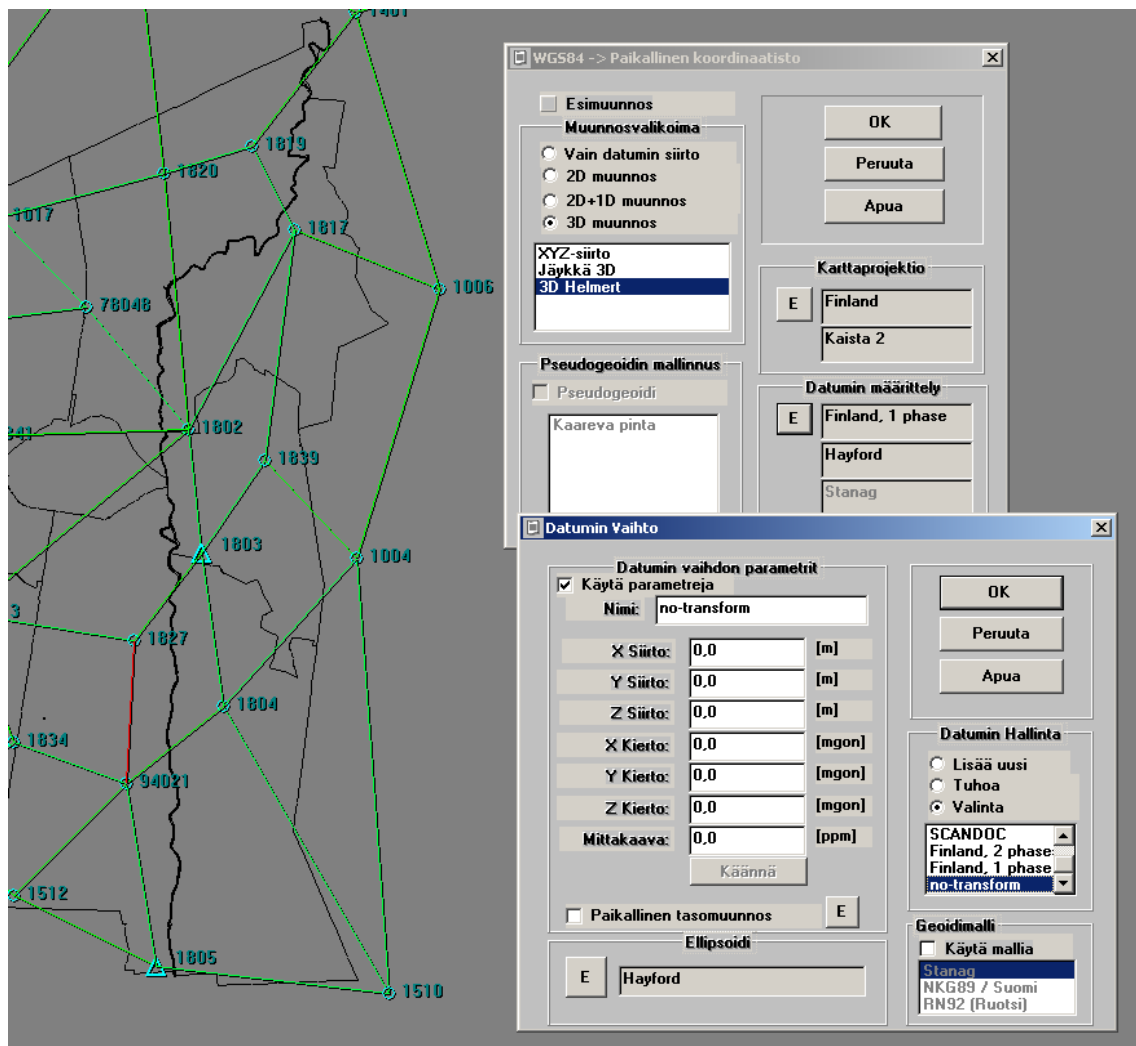 1401
1819
1820
1017
1817
1006
78048
1802
341
1839
1803
1004
3
1827
1804
1834
94021
1512
1805
1510
WGS84 -> Paikallinen koordinaatisto
Esimuunnos
Muunnosvalikoima
Vain datumin siirto
2D muunnos
2D+1D muunnos
3D muunnos
XYZ-siirto
Jäykkä 3D
3D Helmert
Pseudogeoidin mallinnus
Pseudogeoidi
Kaareva pinta
OK
Peruuta
Apua
Karttaprojektio
E
Finland
Kaista 2
Datumin määrittely
E
Finland, 1 phase
Hayford
Stanag
Datumin Vaihto
Datumin vaihdon parametrit
Käytä parametreja
Nimi: no-transform
X Siirto: 0,0 [m]
Y Siirto: 0,0 [m]
Z Siirto: 0,0 [m]
X Kierto: 0,0 [mgon]
Y Kierto: 0,0 [mgon]
Z Kierto: 0,0 [mgon]
Mittakaava: 0,0 [ppm]
Käännä
Paikallinen tasomuunnos E
Ellipsoidi
E Hayford
OK
Peruuta
Apua
Datumin Hallinta
Lisää uusi
Tuhoa
Valinta
SCANDOC
Finland, 2 phase
Finland, 1 phase
no-transform
Geoidimalli
Käytä mallia
Stanag
NKG89 / Suomi
RN92 (Ruotsi)